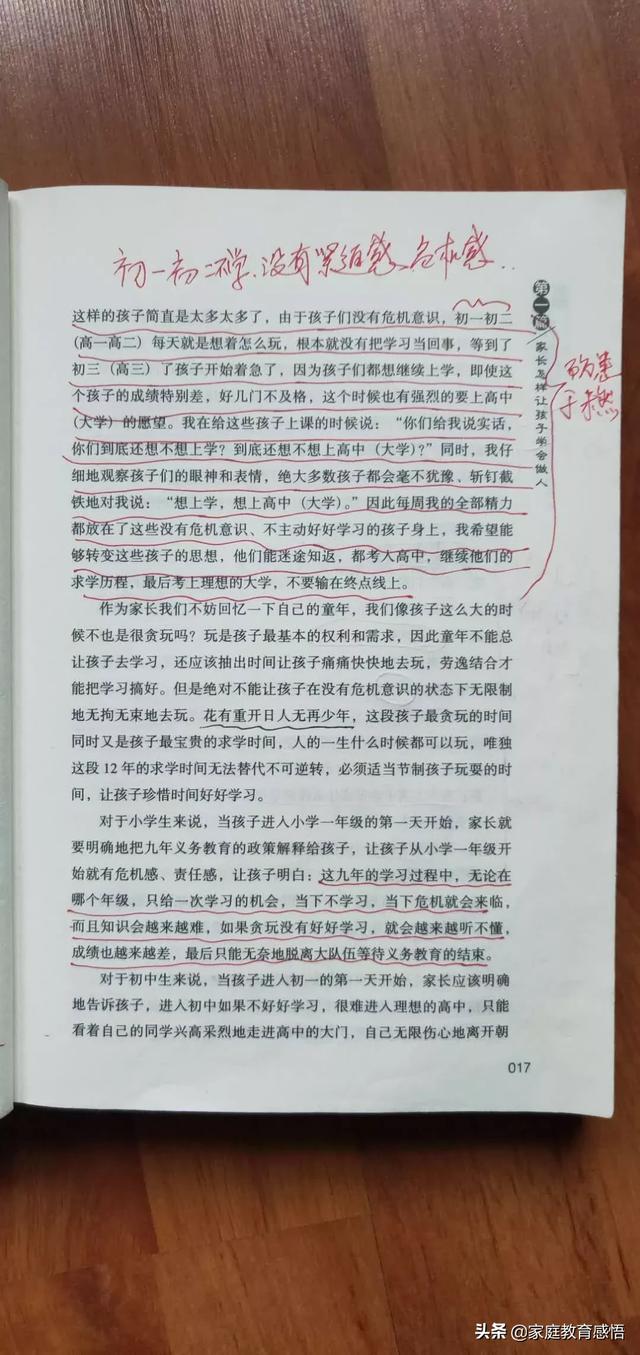 初一初二不学,没有紧迫感、危机感..
第一篇 家长怎样让孩子学会做人
防患
于未然
这样的孩子简直是太多太多了，由于孩子们没有危机意识，初一初二
（高一高二）每天就是想着怎么玩，根本就没有把学习当回事，等到了
初三（高三）了孩子开始着急了，因为孩子们都想继续上学，即使这
个孩子的成绩特别差，好几门不及格，这个时候也有强烈的要上高中
（大学）的愿望。我在给这些孩子上课的时候说：“你们给我说实话，
你们到底还想不想上学？到底还想不想上高中（大学）？”同时，我仔
细地观察孩子们的眼神和表情，绝大多数孩子都会毫不犹豫、斩钉截
铁地对我说：“想上学，想上高中（大学）。”因此每周我的全部精力
都放在了这些没有危机意识、不主动好好学习的孩子身上，我希望能
够转变这些孩子的思想，他们能迷途知返，都考入高中，继续他们的
求学历程，最后考上理想的大学，不要输在终点线上。
作为家长我们不妨回忆一下自己的童年，我们像孩子这么大的时
候不也是很贪玩吗？玩是孩子最基本的权利和需求，因此童年不能总
让孩子去学习，还应该抽出时间让孩子痛痛快快地去玩，劳逸结合才
能把学习搞好。但是绝对不能让孩子在没有危机意识的状态下无限制
地无拘无束地去玩。花有重开日人无再少年，这段孩子最贪玩的时间
同时又是孩子最宝贵的求学时间，人的一生什么时候都可以玩，唯独
这段 12 年的求学时间无法替代不可逆转，必须适当节制孩子玩耍的时
间，让孩子珍惜时间好好学习。
对于小学生来说，当孩子进入小学一年级的第一天开始，家长就
要明确地把九年义务教育的政策解释给孩子，让孩子从小学一年级开
始就有危机感、责任感，让孩子明白：这九年的学习过程中，无论在
哪个年级，只给一次学习的机会，当下不学习，当下危机就会来临，
而且知识会越来越难，如果贪玩没有好好学习，就会越来越听不懂，
成绩也越来越差，最后只能无奈地脱离大队伍等待义务教育的结束。
对于初中生来说，当孩子进入初一的第一天开始，家长应该明确
地告诉孩子，进入初中如果不好好学习，很难进入理想的高中，只能
看着自己的同学兴高采烈地走进高中的大门，自己无限伤心地离开朝
017
头条 @家庭教育感悟